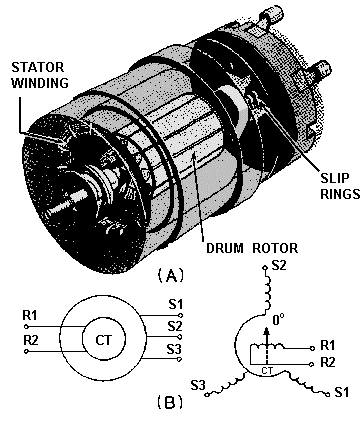 STATOR
WINDING
SLIP
RINGS
DRUM ROTOR
(A)
S2
R1
R2
CT
S1
S2
S3
0°
R1
R2
CT
S3
S1
(B)